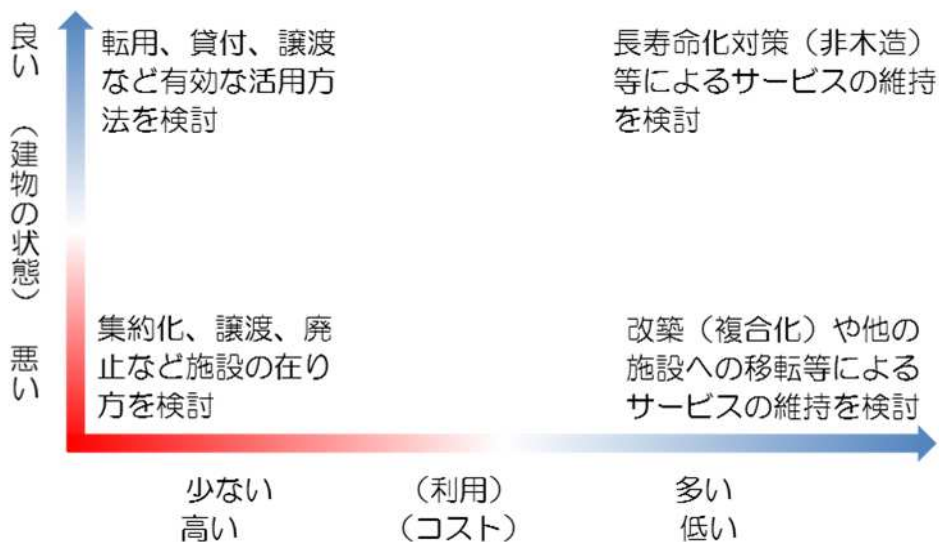 良い
（建物の状態）
悪い
転用、貸付、譲渡
など有効な活用方
法を検討
長寿命化対策（非木造）
等によるサービスの維持
を検討
集約化、譲渡、廃
止など施設の在り
方を検討
改築（複合化）や他の
施設への移転等による
サービスの維持を検討
少ない （利用） 多い
高い （コスト） 低い